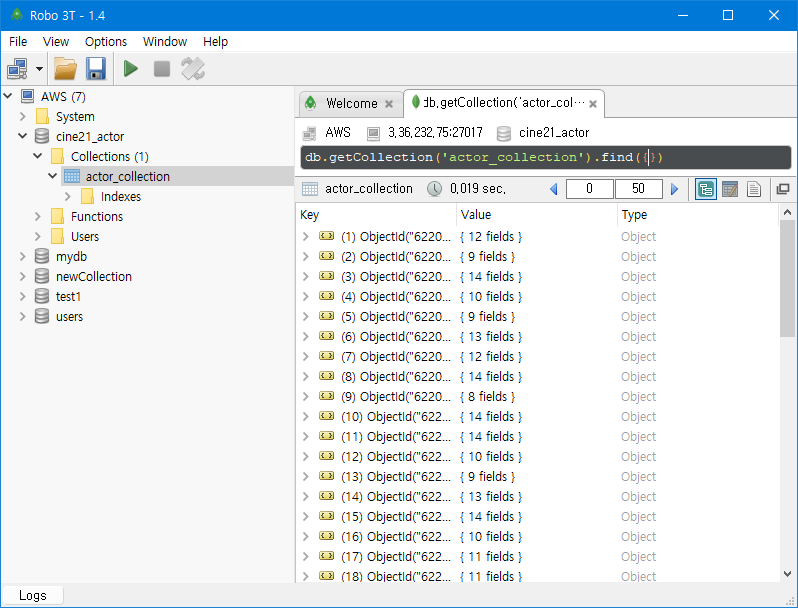 Robo 3T - 1.4
File View Options Window Help
AWS (7)
System
cine21_actor
Collections (1)
actor_collection
Indexes
Functions
Users
mydb
newCollection
test1
users
Welcome
db,getCollection('actor_col···
AWS 3,36,232,75:27017 cine21_actor
db.getCollection('actor_collection').find({})
actor_collection 0,019 sec, 0 50
Key Value Type
(1) ObjectId("6220... { 12 fields } Object
(2) ObjectId("6220... { 9 fields } Object
(3) ObjectId("6220... { 14 fields } Object
(4) ObjectId("6220... { 10 fields } Object
(5) ObjectId("6220... { 9 fields } Object
(6) ObjectId("6220... { 13 fields } Object
(7) ObjectId("6220... { 12 fields } Object
(8) ObjectId("6220... { 14 fields } Object
(9) ObjectId("6220... { 8 fields } Object
(10) ObjectId("622... { 14 fields } Object
(11) ObjectId("622... { 14 fields } Object
(12) ObjectId("622... { 10 fields } Object
(13) ObjectId("622... { 9 fields } Object
(14) ObjectId("622... { 13 fields } Object
(15) ObjectId("622... { 14 fields } Object
(16) ObjectId("622... { 10 fields } Object
(17) ObjectId("622... { 11 fields } Object
(18) ObjectId("622... { 11 fields } Object
Logs